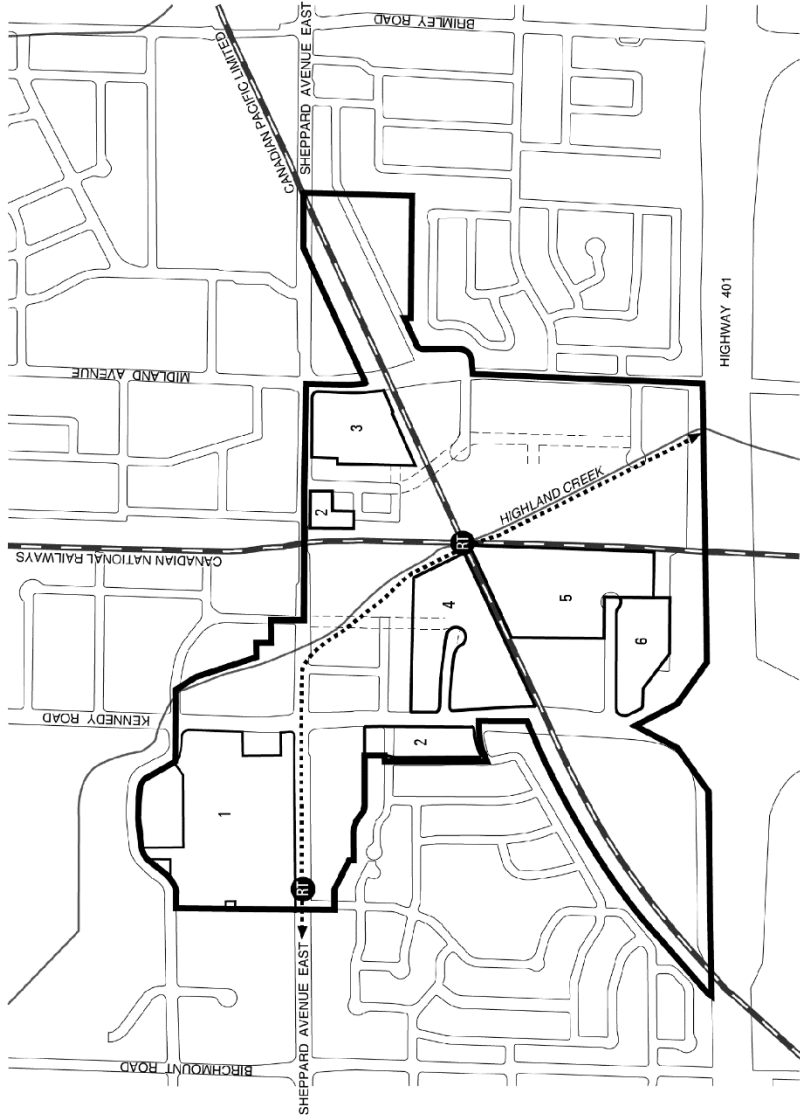 SHEPPARD AVENUE EAST
BRIMLEY ROAD
CANADIAN PACIFIC LIMITED
HIGHWAY 401
MIDLAND AVENUE
3
2
HIGHLAND CREEK
CANADIAN NATIONAL RAILWAYS
RT
4
5
6
KENNEDY ROAD
2
1
RT
SHEPPARD AVENUE EAST
BIRCHMOUNT ROAD